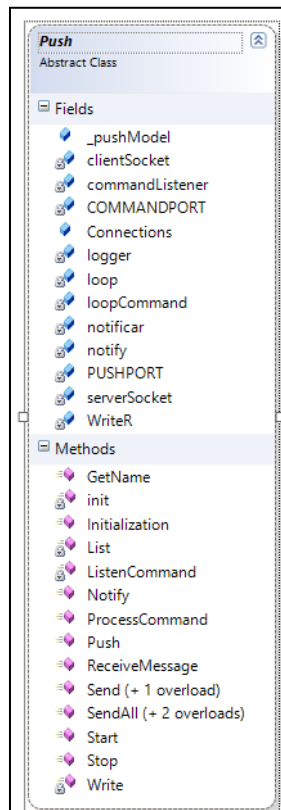 Push
Abstract Class
Fields
_pushModel
clientSocket
commandListener
COMMANDPORT
Connections
logger
loop
loopCommand
notificar
notify
PUSHPORT
serverSocket
WriteR
Methods
GetName
init
Initialization
List
ListenCommand
Notify
ProcessCommand
Push
ReceiveMessage
Send (+ 1 overload)
SendAll (+ 2 overloads)
Start
Stop
Write